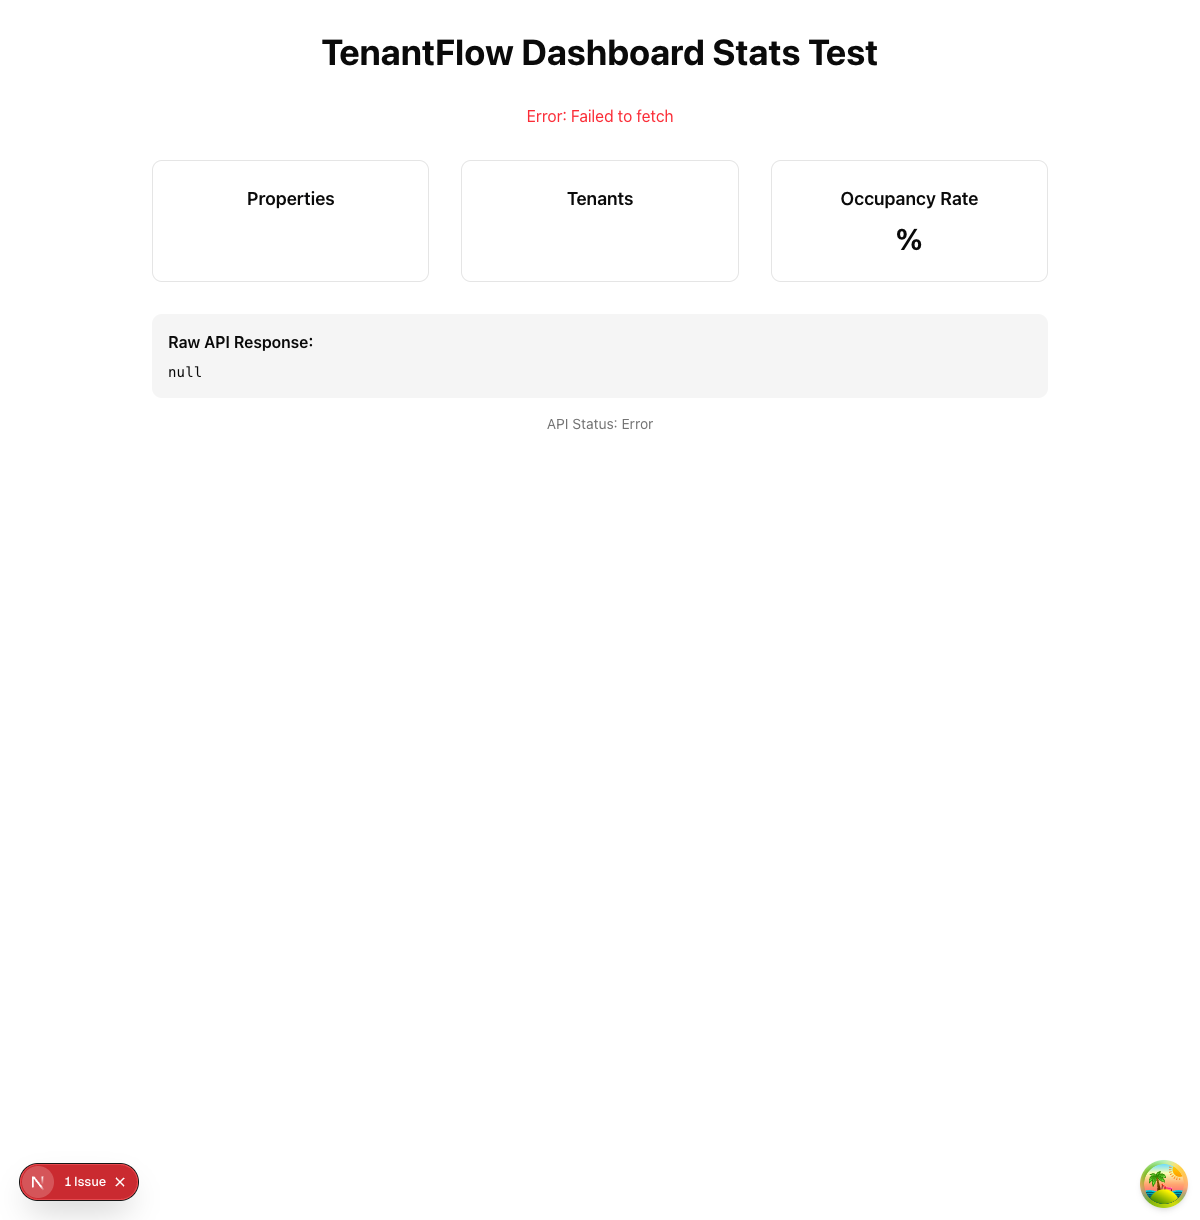 TenantFlow Dashboard Stats Test
Error: Failed to fetch
Properties
Tenants
Occupancy Rate
%
Raw API Response:
null
API Status: Error
N
1 Issue